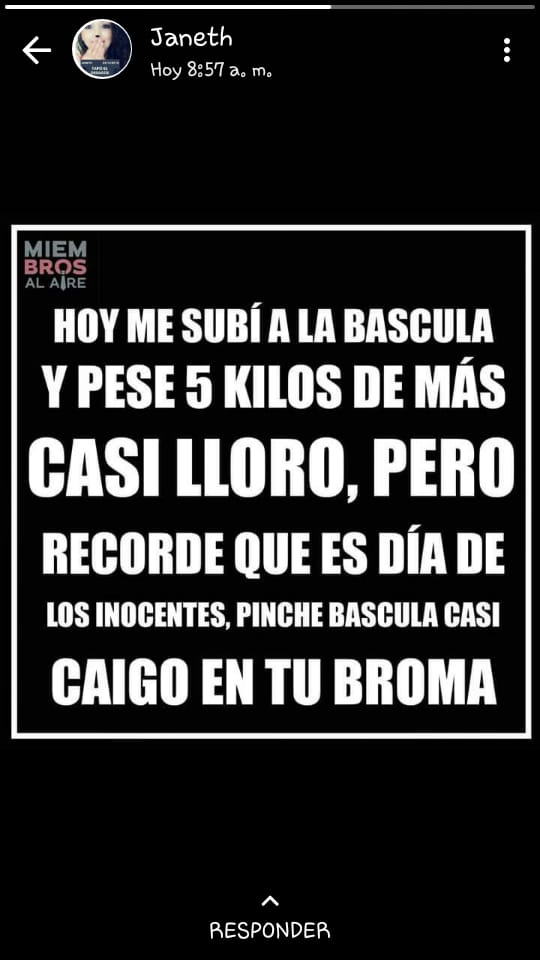 Janeth
Hoy 8:57 a. m.
MIEM
BROS
AL AIRE
HOY ME SUBÍ A LA BASCULA
Y PESE 5 KILOS DE MÁS
CASI LLORO, PERO
RECORDE QUE ES DÍA DE
LOS INOCENTES, PINCHE BASCULA CASI
CAIGO EN TU BROMA
RESPONDER